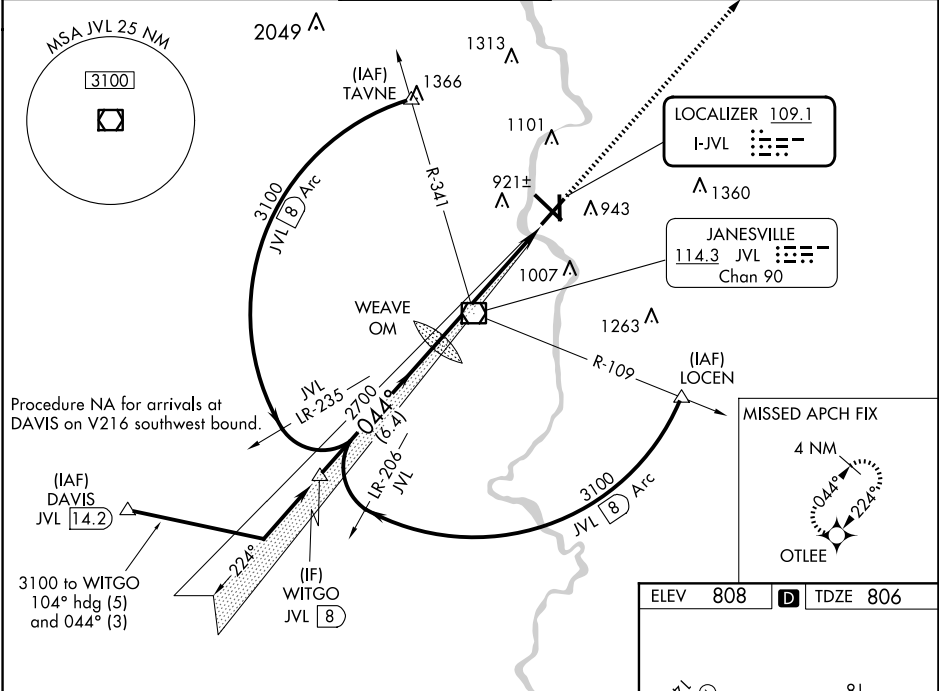 MSA JVL 25 NM
3100
2049
1313
(IAF)
TAVNE
1366
1101
LOCALIZER 109.1
I-JVL
R-341
3100
JVL 8 Arc
921±
943
1360
JANESVILLE
114.3 JVL
Chan 90
1007
WEAVE
OM
1263
R-109
(IAF)
LOCEN
JVL
LR-235
2700
044°
(6.4)
LR-206
JVL
3100
JVL 8 Arc
Procedure NA for arrivals at
DAVIS on V216 southwest bound.
(IAF)
DAVIS
JVL 14.2
224°
3100 to WITGO
104° hdg (5)
and 044° (3)
(IF)
WITGO
JVL 8
MISSED APCH FIX
4 NM
044°
224°
OTLEE
ELEV 808 D TDZE 806